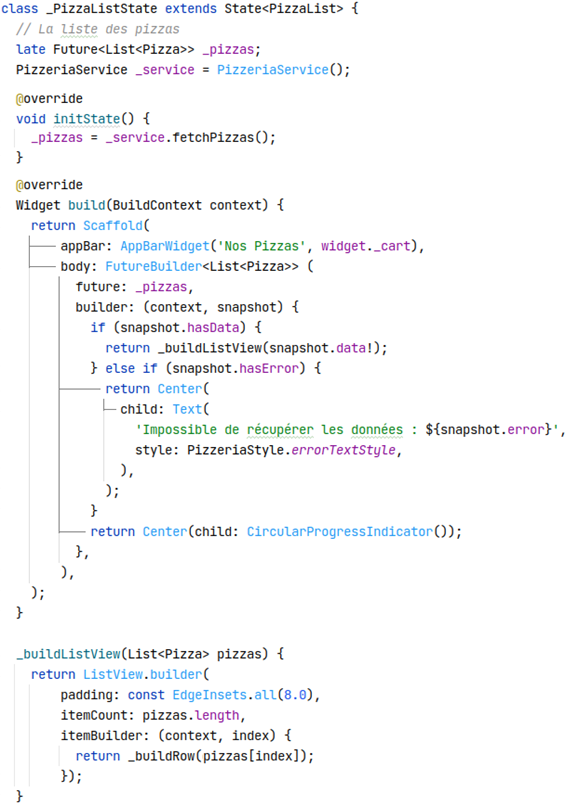 class _PizzaListState extends State<PizzaList> {
  // La liste des pizzas
  late Future<List<Pizza>> _pizzas;
  PizzeriaService _service = PizzeriaService();
  @override
  void initState() {
    _pizzas = _service.fetchPizzas();
  }
  @override
  Widget build(BuildContext context) {
    return Scaffold(
        appBar: AppBarWidget('Nos Pizzas', widget._cart),
        body: FutureBuilder<List<Pizza>> (
          future: _pizzas,
          builder: (context, snapshot) {
            if (snapshot.hasData) {
              return _buildListView(snapshot.data!);
            } else if (snapshot.hasError) {
              return Center(
                child: Text(
                  'Impossible de récupérer les données : ${snapshot.error}',
                  style: PizzeriaStyle.errorTextStyle,
                ),
              );
            }
            return Center(child: CircularProgressIndicator());
          },
        ),
    );
  }
  _buildListView(List<Pizza> pizzas) {
    return ListView.builder(
        padding: const EdgeInsets.all(8.0),
        itemCount: pizzas.length,
        itemBuilder: (context, index) {
          return _buildRow(pizzas[index]);
        });
  }